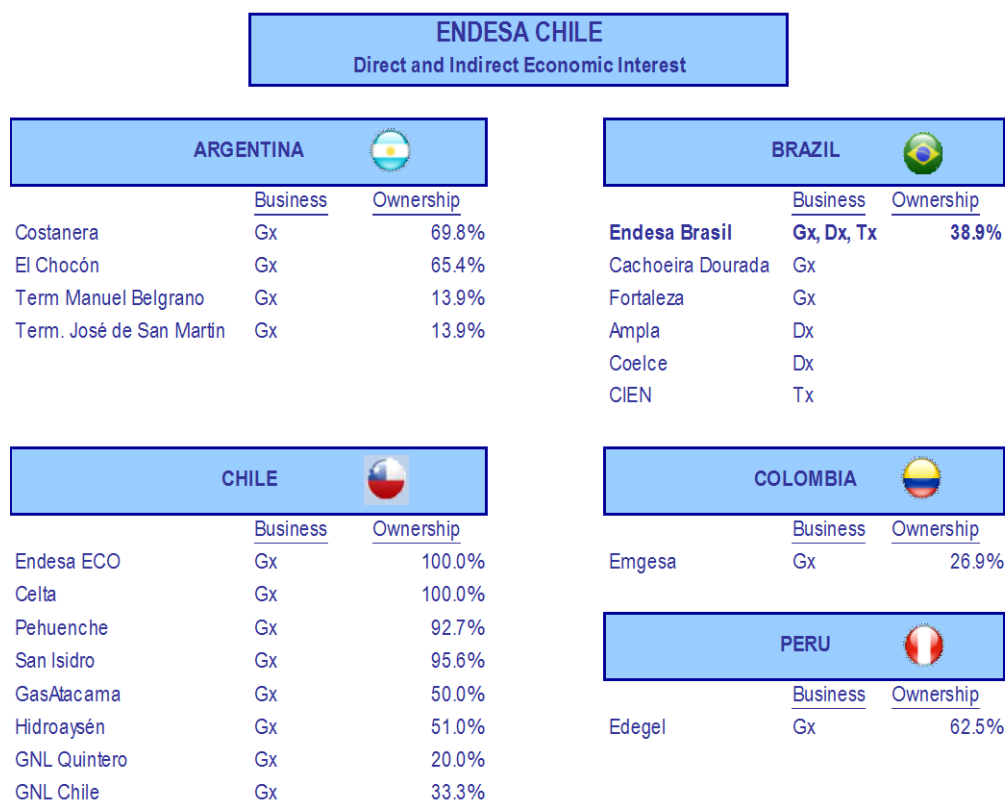 ENDESA CHILE
Direct and Indirect Economic Interest
ARGENTINA
Business Ownership
Costanera Gx 69.8%
El Chocón Gx 65.4%
Term Manuel Belgrano Gx 13.9%
Term. José de San Martin Gx 13.9%
BRAZIL
Business Ownership
Endesa Brasil Gx, Dx, Tx 38.9%
Cachoeira Dourada Gx
Fortaleza Gx
Ampla Dx
Coelce Dx
CIEN Tx
CHILE
Business Ownership
Endesa ECO Gx 100.0%
Celta Gx 100.0%
Pehuenche Gx 92.7%
San Isidro Gx 95.6%
GasAtacama Gx 50.0%
Hidroaysén Gx 51.0%
GNL Quintero Gx 20.0%
GNL Chile Gx 33.3%
COLOMBIA
Business Ownership
Emgesa Gx 26.9%
PERU
Business Ownership
Edegel Gx 62.5%